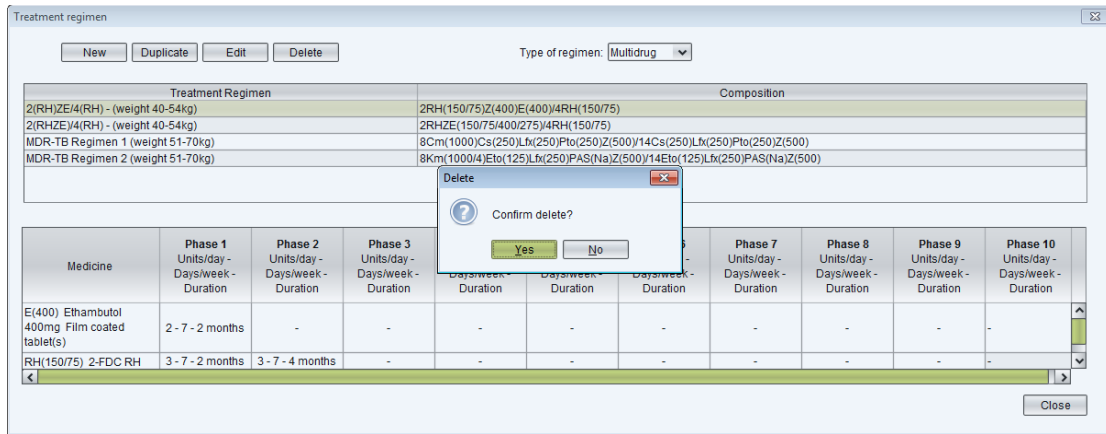 Treatment regimen
New Duplicate Edit Delete Type of regimen: Multidrug
Treatment Regimen Composition
2(RH)ZE/4(RH) - (weight 40-54kg) 2RH(150/75)Z(400)E(400)/4RH(150/75)
2(RHZE)/4(RH) - (weight 40-54kg) 2RHZE(150/75/400/275)/4RH(150/75)
MDR-TB Regimen 1 (weight 51-70kg) 8Cm(1000)Cs(250)Lfx(250)Pto(250)Z(500)/14Cs(250)Lfx(250)Pto(250)Z(500)
MDR-TB Regimen 2 (weight 51-70kg) 8Km(1000/4)Eto(125)Lfx(250)PAS(Na)Z(500)/14Eto(125)Lfx(250)PAS(Na)Z(500)
Delete
Confirm delete?
Yes No
Medicine
Phase 1 Phase 2 Phase 3 Phase 7 Phase 8 Phase 9 Phase 10
Units/day - Units/day - Units/day - Units/day - Units/day - Units/day - Units/day -
Days/week - Days/week - Days/week - Days/week - Days/week - Days/week - Days/week - Days/week - Days/week - Days/week -
Duration Duration Duration Duration Duration Duration Duration Duration Duration Duration
E(400) Ethambutol
400mg Film coated
tablet(s)
2 - 7 - 2 months - - - - - - - - -
RH(150/75) 2-FDC RH 3 - 7 - 2 months 3 - 7 - 4 months - - - - - - - -
Close